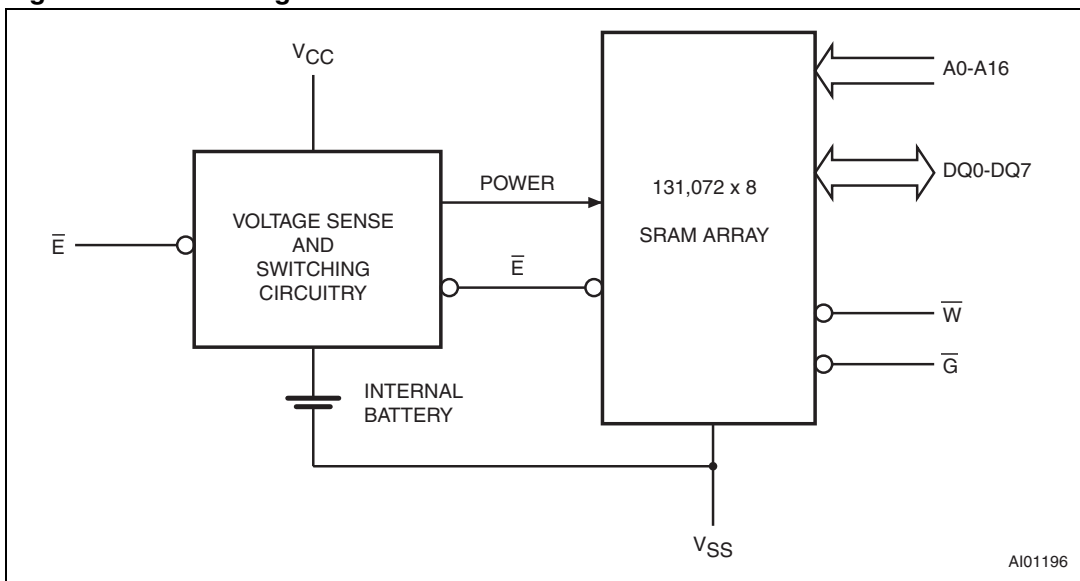 V_CC
A0-A16
POWER
DQ0-DQ7
131,072 x 8
SRAM ARRAY
VOLTAGE SENSE
AND
SWITCHING
CIRCUITRY
E̅
E̅
W̅
G̅
INTERNAL
BATTERY
V_SS
AI01196